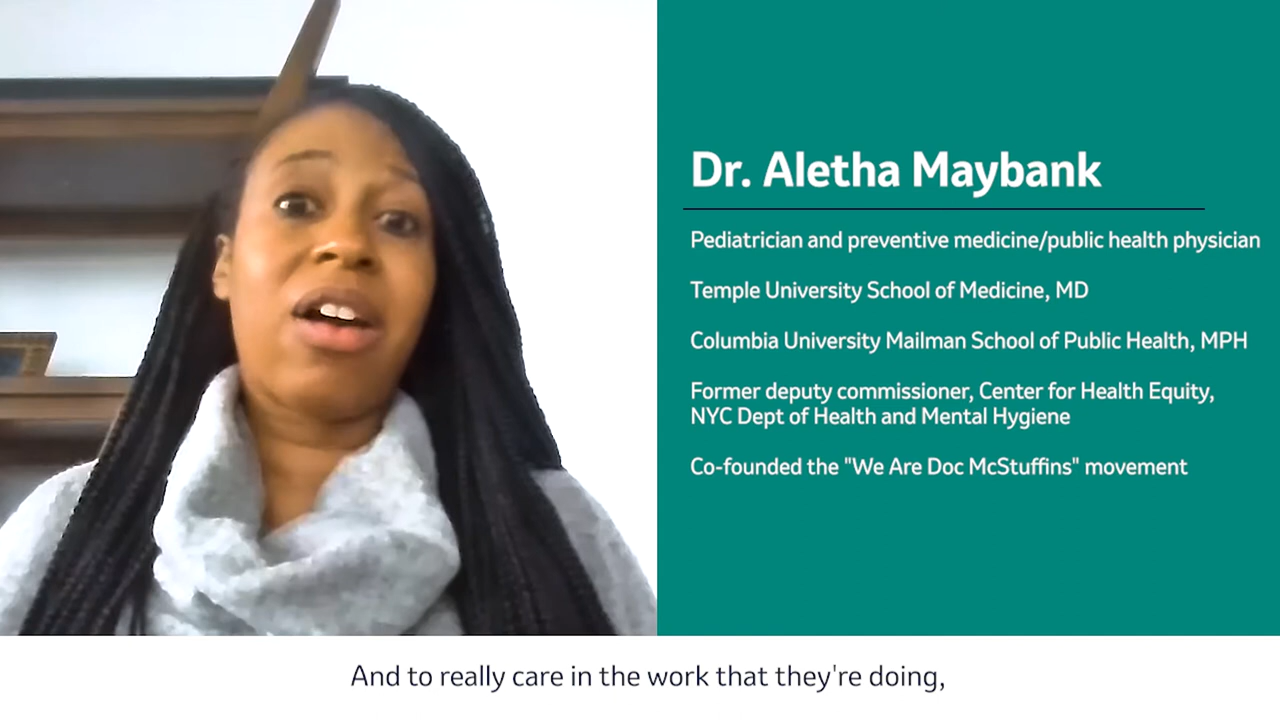 Dr. Aletha Maybank
Pediatrician and preventive medicine/public health physician
Temple University School of Medicine, MD
Columbia University Mailman School of Public Health, MPH
Former deputy commissioner, Center for Health Equity,
NYC Dept of Health and Mental Hygiene
Co-founded the "We Are Doc McStuffins" movement
And to really care in the work that they're doing,